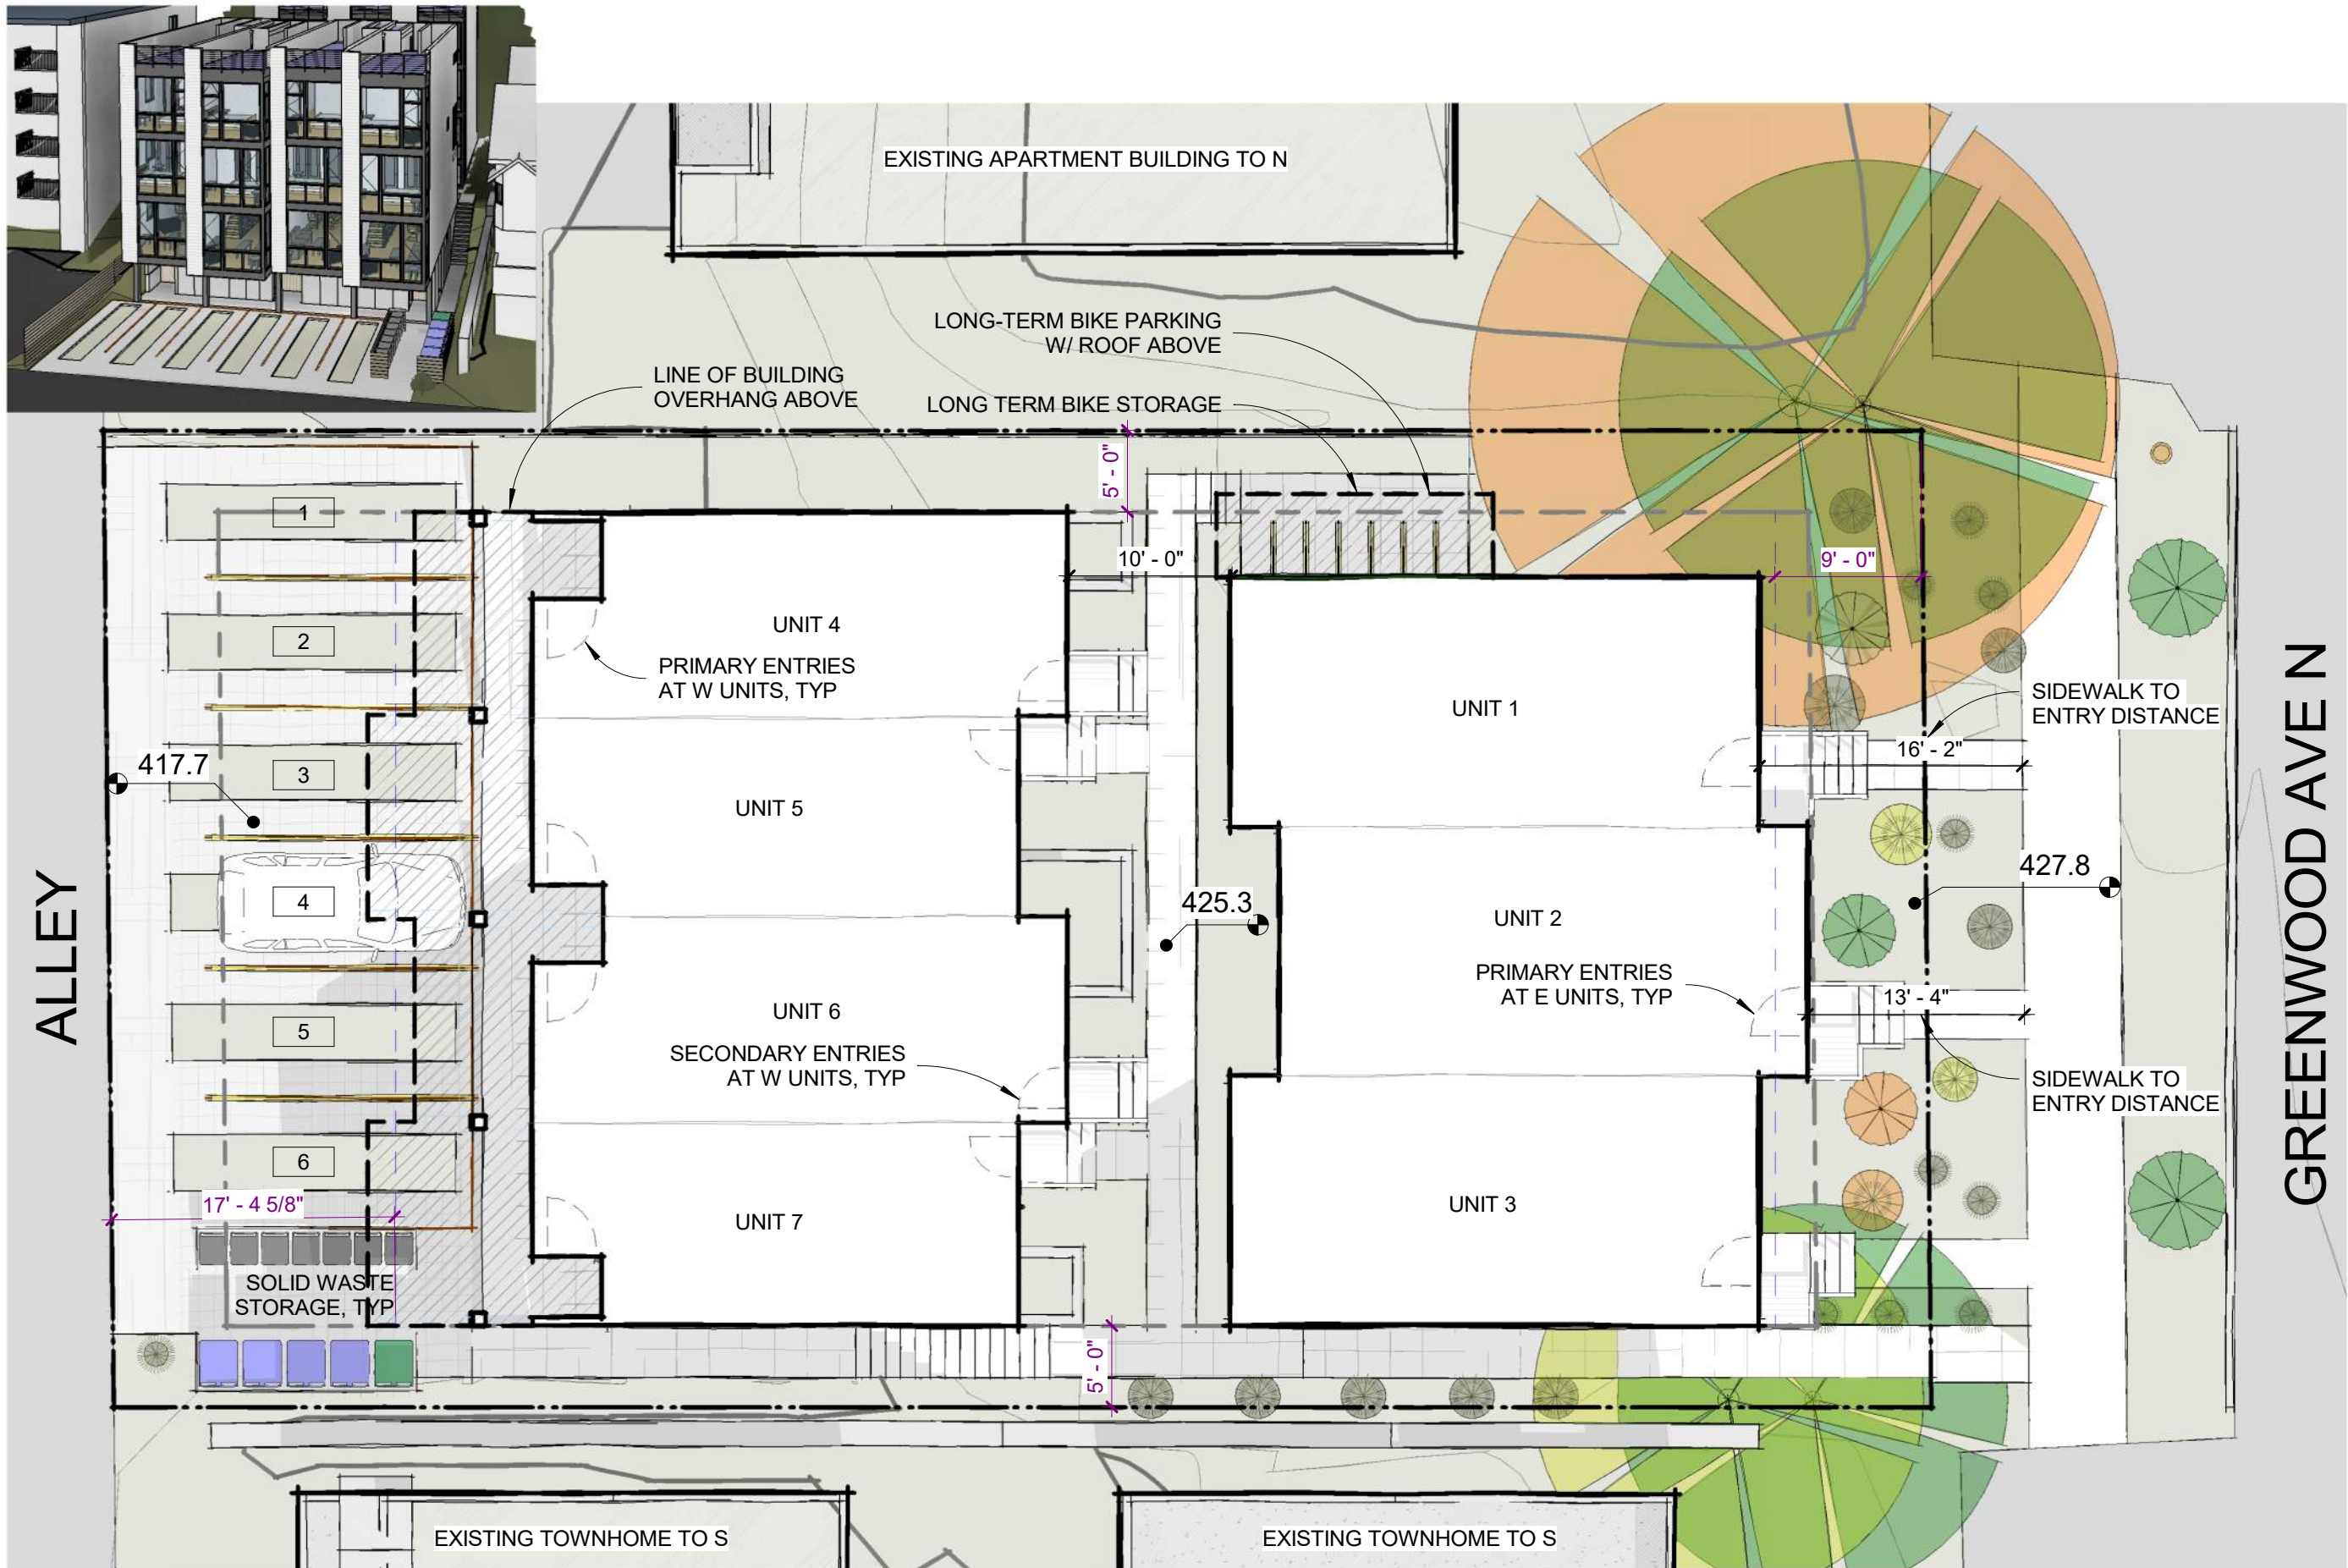 EXISTING APARTMENT BUILDING TO N
LONG-TERM BIKE PARKING
W/ ROOF ABOVE
LINE OF BUILDING
OVERHANG ABOVE
LONG TERM BIKE STORAGE
5' - 0"
1
10' - 0"
9' - 0"
UNIT 4
2
PRIMARY ENTRIES
AT W UNITS, TYP
UNIT 1
SIDEWALK TO
ENTRY DISTANCE
16' - 2"
417.7
3
UNIT 5
ALLEY
4
425.3
UNIT 2
427.8
GREENWOOD AVE N
PRIMARY ENTRIES
AT E UNITS, TYP
13' - 4"
5
UNIT 6
SECONDARY ENTRIES
AT W UNITS, TYP
SIDEWALK TO
ENTRY DISTANCE
6
17' - 4 5/8"
UNIT 7
UNIT 3
SOLID WASTE
STORAGE, TYP
5' - 0"
EXISTING TOWNHOME TO S
EXISTING TOWNHOME TO S